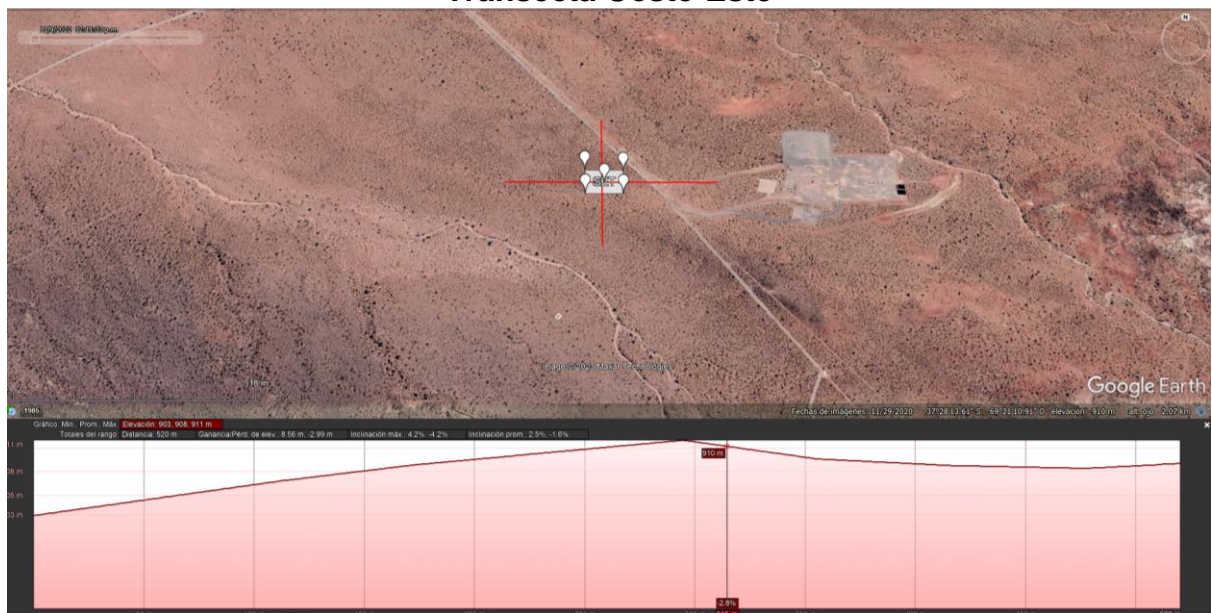 Transecta Oeste-Este
N
SET
518 m
Google Earth
1985
Fechas de imágenes: 11/29/2020 37°28'13.61" S 69°21'10.91" O elevación 910 m alt. ojo 2.07 km
Gráfico Mín. Prom. Máx. Elevación: 903, 908, 911 m
Totales del rango Distancia: 520 m Ganancia/Pérd. de elev.: 8.56 m, -2.99 m Inclinación máx.: 4.2%, -4.2% Inclinación prom.: 2.5%, -1.6%
910 m
-2.8%